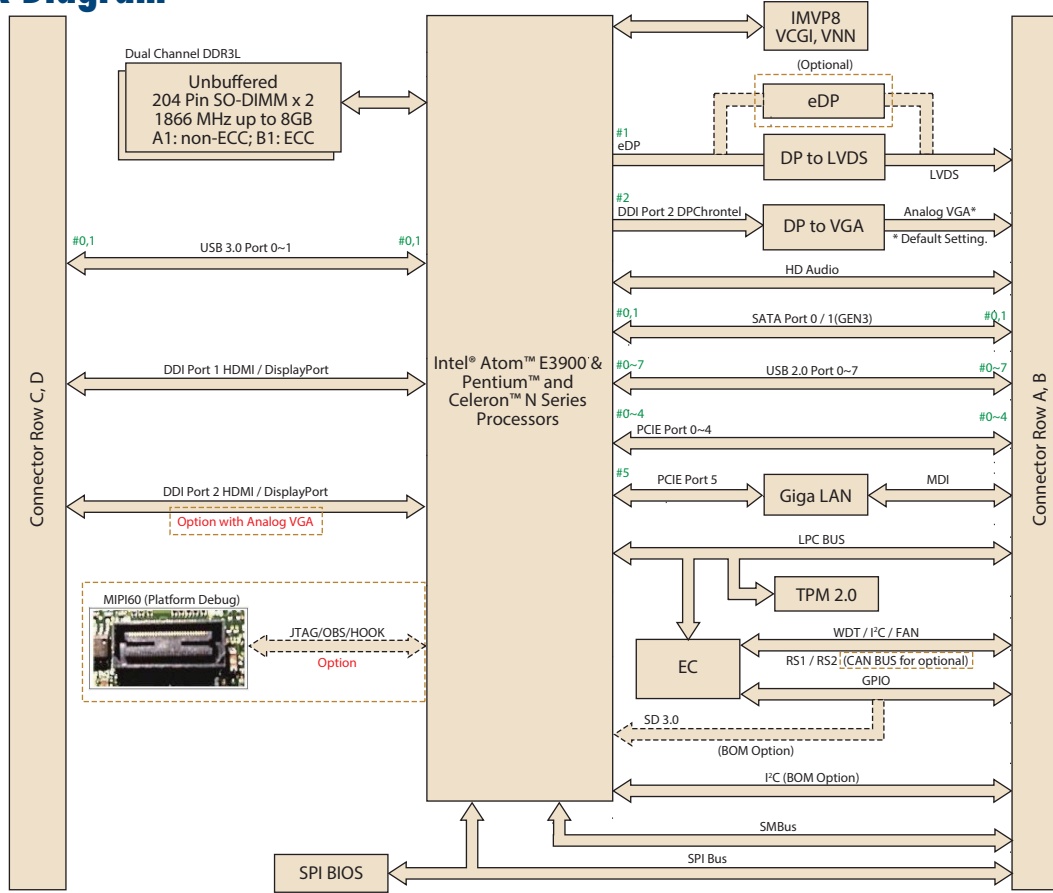 Dual Channel DDR3L
Unbuffered
204 Pin SO-DIMM x 2
1866 MHz up to 8GB
A1: non-ECC; B1: ECC
IMVP8
VCGI, VNN
(Optional)
eDP
#1
eDP
DP to LVDS
LVDS
#2
DDI Port 2 DPChrontel
DP to VGA
Analog VGA*
* Default Setting.
#0,1
USB 3.0 Port 0~1
#0,1
HD Audio
#0,1
SATA Port 0 / 1(GEN3)
#0,1
DDI Port 1 HDMI / DisplayPort
Intel® Atom™ E3900 &
Pentium™ and
Celeron™ N Series
Processors
#0~7
USB 2.0 Port 0~7
#0~7
#0~4
PCIE Port 0~4
#0~4
Connector Row C, D
Connector Row A, B
DDI Port 2 HDMI / DisplayPort
Option with Analog VGA
#5
PCIE Port 5
Giga LAN
MDI
LPC BUS
TPM 2.0
MIPI60 (Platform Debug)
JTAG/OBS/HOOK
Option
EC
WDT / I²C / FAN
RS1 / RS2 (CAN BUS for optional)
GPIO
SD 3.0
(BOM Option)
I²C (BOM Option)
SMBus
SPI Bus
SPI BIOS